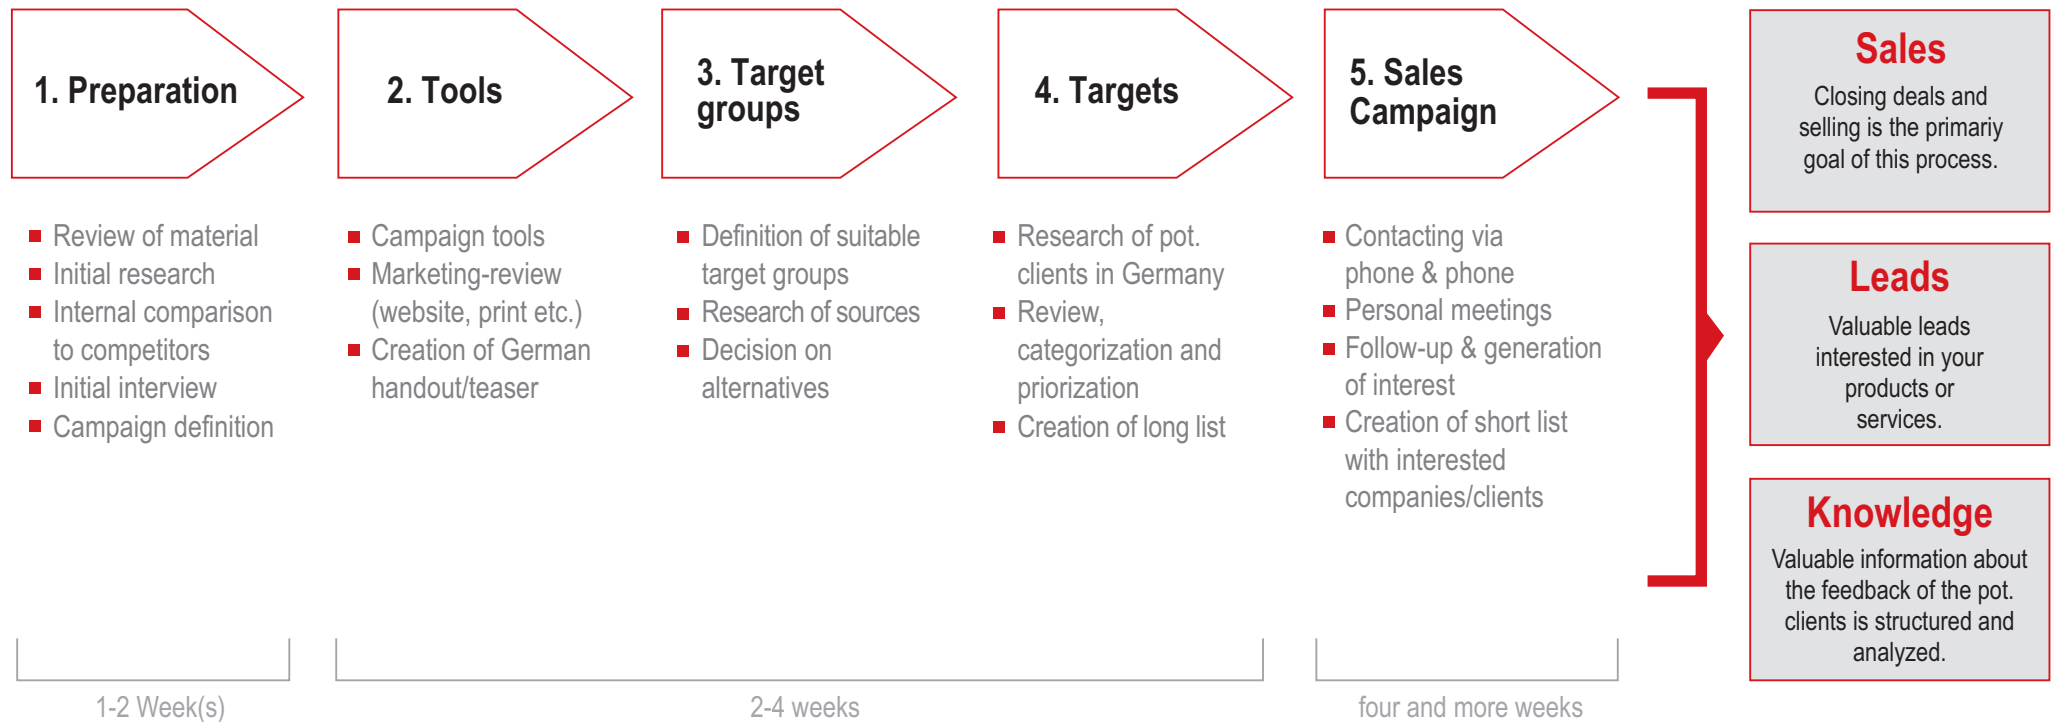 1. Preparation
Review of material
Initial research
Internal comparison
to competitors
Initial interview
Campaign definition
1-2 Week(s)
2. Tools
Campaign tools
Marketing-review
(website, print etc.)
Creation of German
handout/teaser
3. Target
groups
Definition of suitable
target groups
Research of sources
Decision on
alternatives
4. Targets
Research of pot.
clients in Germany
Review,
categorization and
priorization
Creation of long list
2-4 weeks
5. Sales
Campaign
Contacting via
phone & phone
Personal meetings
Follow-up & generation
of interest
Creation of short list
with interested
companies/clients
four and more weeks
Sales
Closing deals and
selling is the primariy
goal of this process.
Leads
Valuable leads
interested in your
products or
services.
Knowledge
Valuable information about
the feedback of the pot.
clients is structured and
analyzed.